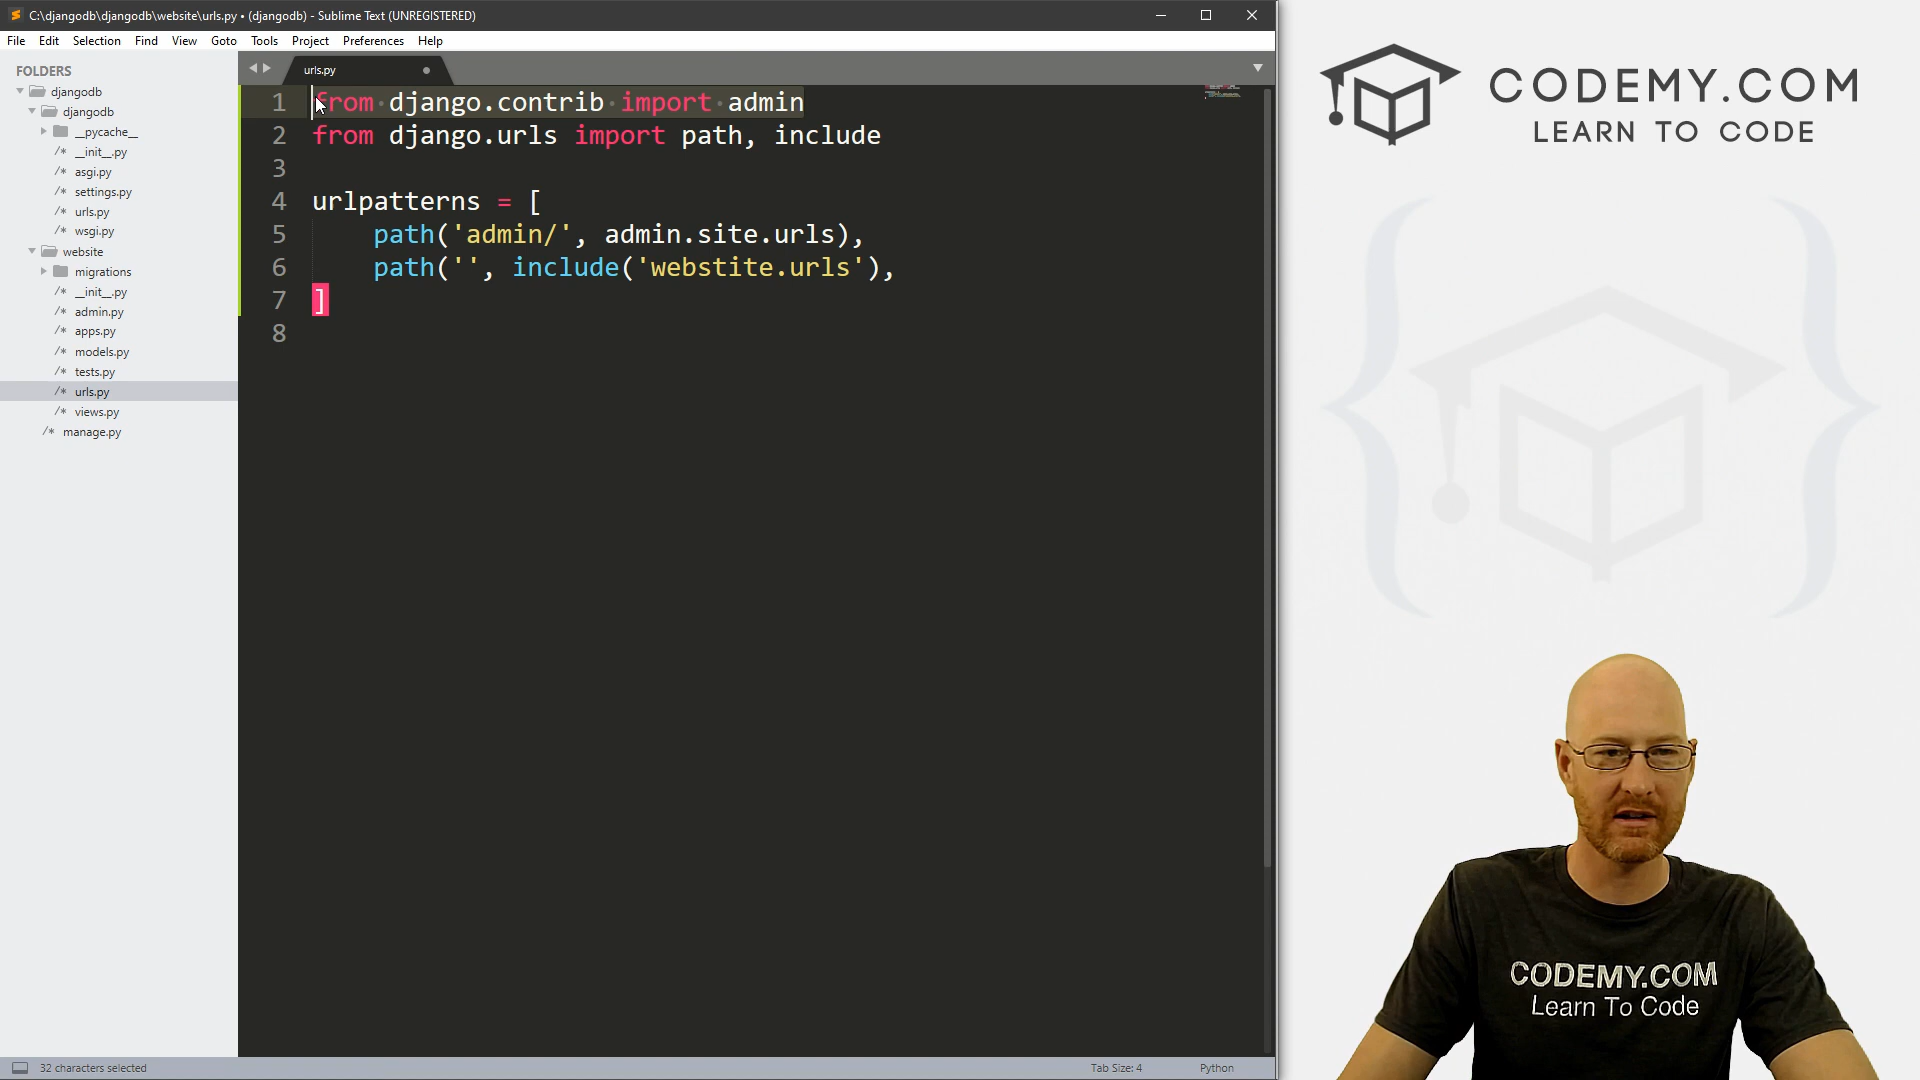 C:\djangodb\djangodb\website\urls.py • (djangodb) - Sublime Text (UNREGISTERED)
File Edit Selection Find View Goto Tools Project Preferences Help
FOLDERS
djangodb
djangodb
__pycache__
/* __init__.py
/* asgi.py
/* settings.py
/* urls.py
/* wsgi.py
website
migrations
/* __init__.py
/* admin.py
/* apps.py
/* models.py
/* tests.py
/* urls.py
/* views.py
/* manage.py
urls.py
1 from django.contrib import admin
2 from django.urls import path, include
3
4 urlpatterns = [
5 path('admin/', admin.site.urls),
6 path('', include('webstite.urls'),
7 ]
8
32 characters selected
Tab Size: 4
Python
CODEMY.COM
LEARN TO CODE
CODEMY.COM
Learn To Code